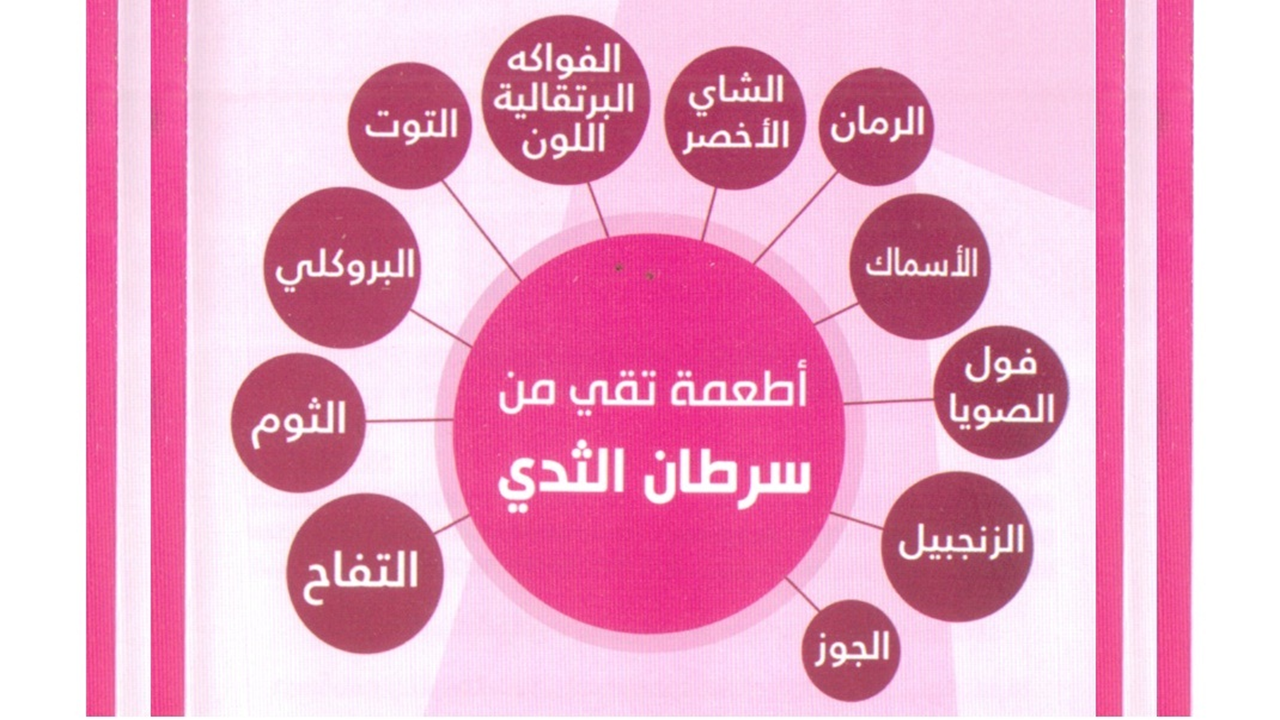 أطعمة تقي من
سرطان الثدي
الرمان
الشاي
الأخضر
الفواكه
البرتقالية
اللون
التوت
البروكلي
الثوم
التفاح
الأسماك
فول
الصويا
الزنجبيل
الجوز